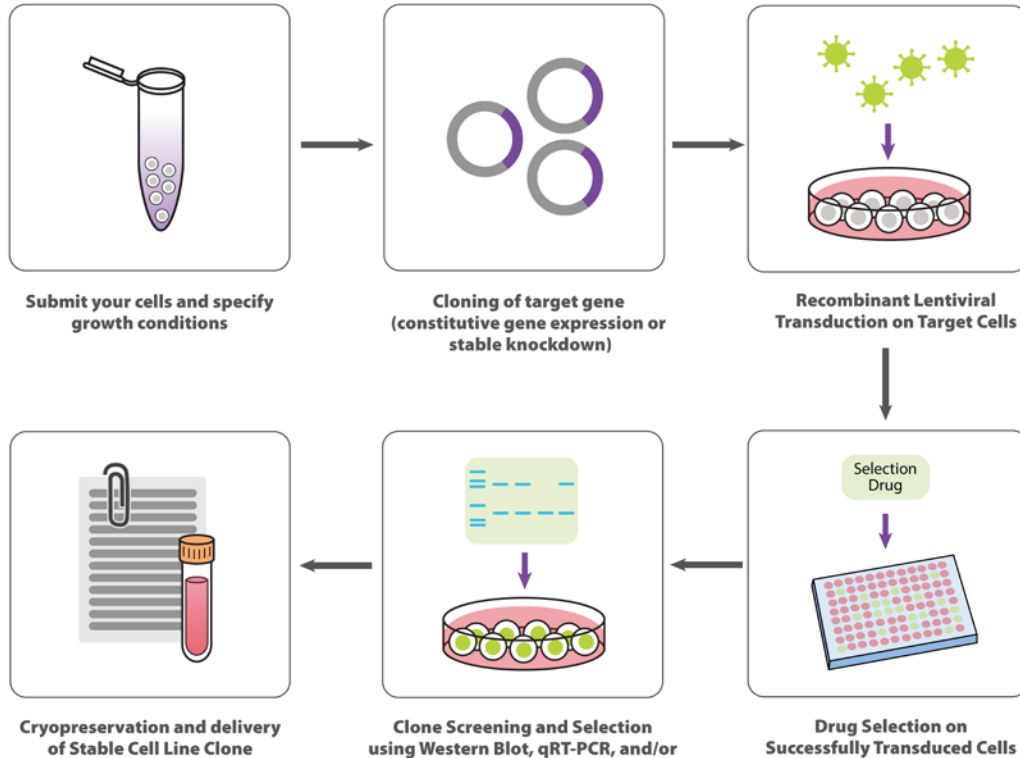 Submit your cells and specify
growth conditions
Cloning of target gene
(constitutive gene expression or
stable knockdown)
Recombinant Lentiviral
Transduction on Target Cells
Selection
Drug
Drug Selection on
Successfully Transduced Cells
Clone Screening and Selection
using Western Blot, qRT-PCR, and/or
Cryopreservation and delivery
of Stable Cell Line Clone